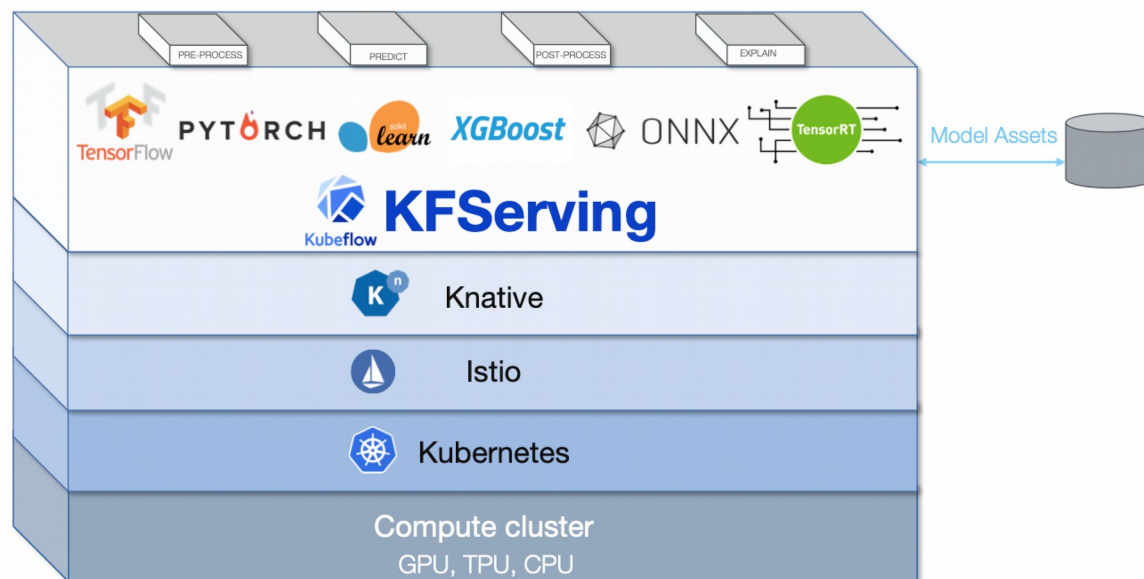 PRE-PROCESS
PREDICT
POST-PROCESS
EXPLAIN
TensorFlow
PYTORCH
scikit
learn
XGBoost
ONNX
TensorRT
Model Assets
Kubeflow
KFServing
K
n
Knative
Istio
Kubernetes
Compute cluster
GPU, TPU, CPU